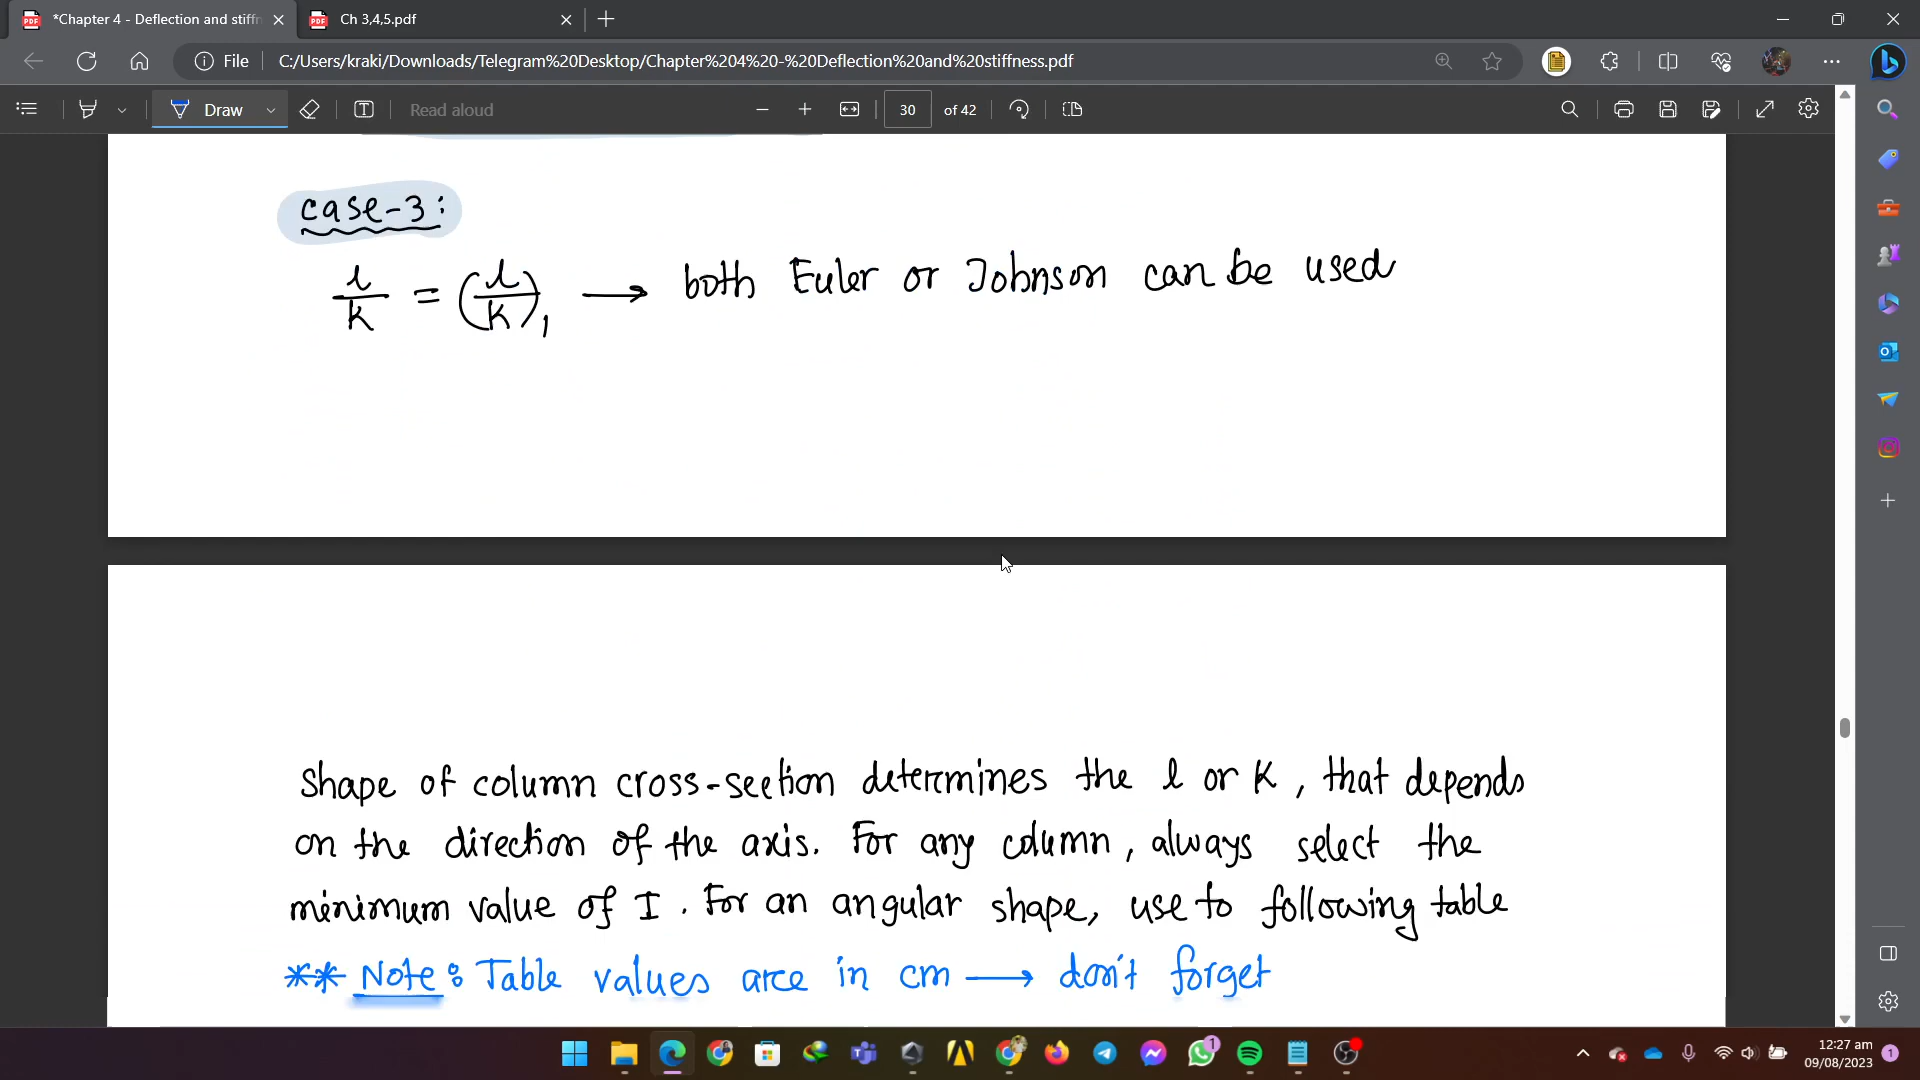 *Chapter 4 - Deflection and stiffn
Ch 3,4,5.pdf
File
C:/Users/kraki/Downloads/Telegram%20Desktop/Chapter%204%20-%20Deflection%20and%20stiffness.pdf
Draw
Read aloud
30 of 42
case-3:
l/k = (l/k)₁ → both Euler or Johnson can be used
Shape of column cross-section determines the l or K, that depends
on the direction of the axis. For any column, always select the
minimum value of I. For an angular shape, use to following table
** Note: Table values are in cm → don't forget
1
12:27 am
09/08/2023
1